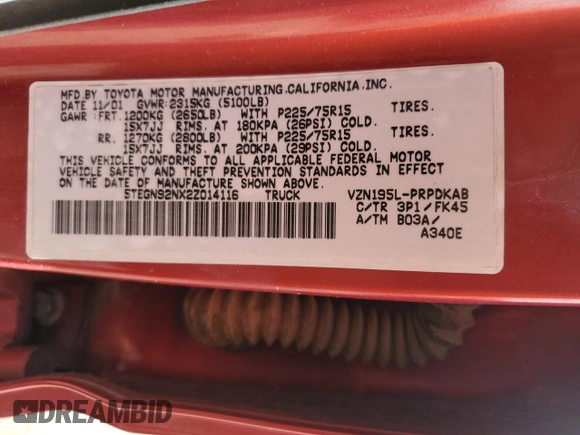 MFD.BY TOYOTA MOTOR MANUFACTURING.CALIFORNIA.INC.
DATE 11/01 GVWR:2315KG (5100LB)
GAWR:FRT.1200KG (2650LB) WITH P225/75R15 TIRES.
15X7JJ RIMS. AT 180KPA (26PSI) COLD.
RR. 1270KG (2800LB) WITH P225/75R15 TIRES.
15X7JJ RIMS. AT 200KPA (29PSI) COLD.
THIS VEHICLE CONFORMS TO ALL APPLICABLE FEDERAL MOTOR
VEHICLE AND THEFT PREVENTION STANDARDS IN EFFECT
ON THE DATE OF MANUFACTURE SHOWN ABOVE.
5TEGN92NX2Z014116 TRUCK VZN195L-PRPDKAB
C/TR 3P1/FK45
A/TM B03A/
A340E
DREAMBID